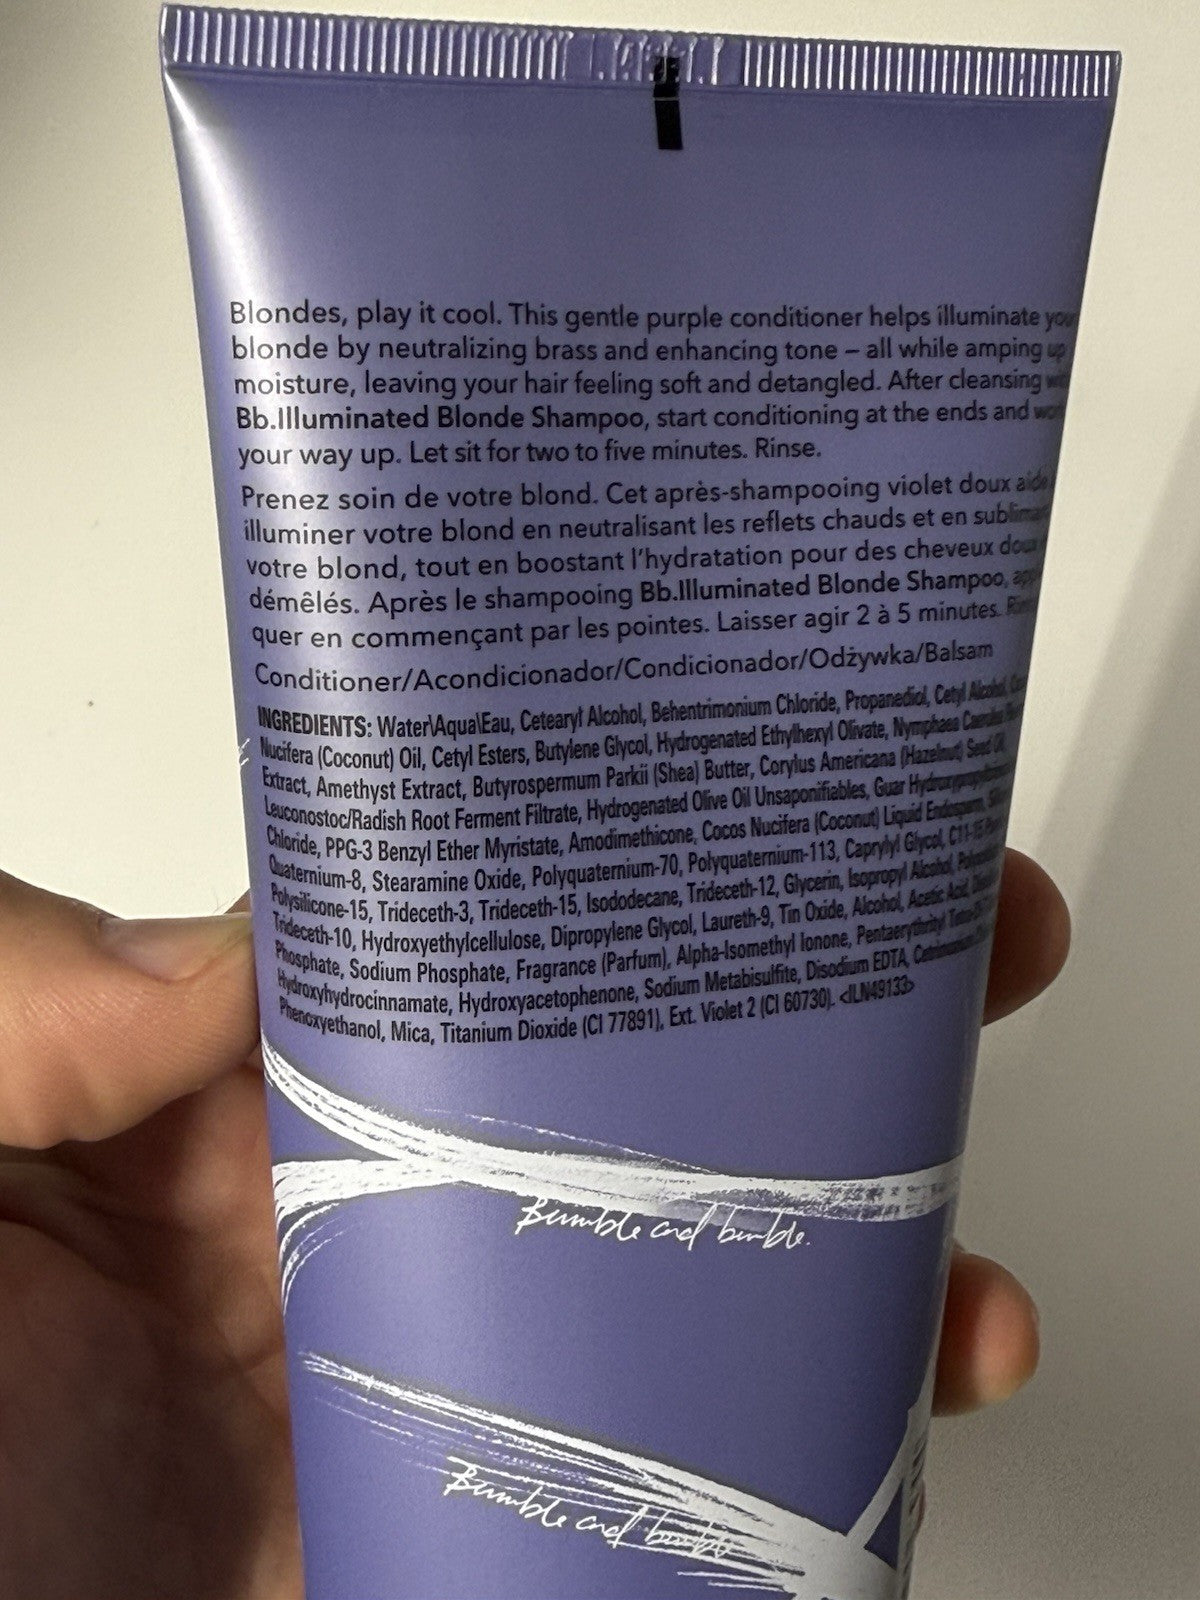 Blondes, play it cool. This gentle purple conditioner helps illuminate your
blonde by neutralizing brass and enhancing tone – all while amping up
moisture, leaving your hair feeling soft and detangled. After cleansing
Bb.Illuminated Blonde Shampoo, start conditioning at the ends and work
your way up. Let sit for two to five minutes. Rinse.
Prenez soin de votre blond. Cet après-shampooing violet doux aide
illuminer votre blond en neutralisant les reflets chauds et en
votre blond, tout en boostant l'hydratation pour des cheveux
démêlés. Après le shampooing Bb.Illuminated Blonde Shampoo,
quer en commençant par les pointes. Laisser agir 2 à 5 minutes.
Conditioner/Acondicionador/Condicionador/Odżywka/Balsam
INGREDIENTS: Water\Aqua\Eau, Cetearyl Alcohol, Behentrimonium Chloride, Propanediol, Cetyl Alcohol,
Nucifera (Coconut) Oil, Cetyl Esters, Butylene Glycol, Hydrogenated Ethylhexyl Olivate, Nymphaea
Extract, Amethyst Extract, Butyrospermum Parkii (Shea) Butter, Corylus Americana (Hazelnut) Seed Oil,
Leuconostoc/Radish Root Ferment Filtrate, Hydrogenated Olive Oil Unsaponifiables, Guar
Chloride, PPG-3 Benzyl Ether Myristate, Amodimethicone, Cocos Nucifera (Coconut) Liquid Endosperm,
Quaternium-8, Stearamine Oxide, Polyquaternium-70, Polyquaternium-113, Caprylyl Glycol, C11-15
Polysilicone-15, Trideceth-3, Trideceth-15, Isododecane, Trideceth-12, Glycerin, Isopropyl Alcohol,
Trideceth-10, Hydroxyethylcellulose, Dipropylene Glycol, Laureth-9, Tin Oxide, Alcohol, Acetic Acid,
Phosphate, Sodium Phosphate, Fragrance (Parfum), Alpha-Isomethyl Ionone, Pentaerythrityl
Hydroxyhydrocinnamate, Hydroxyacetophenone, Sodium Metabisulfite, Disodium EDTA,
Phenoxyethanol, Mica, Titanium Dioxide (CI 77891), Ext. Violet 2 (CI 60730). <ILN49133>
Bumble and bumble.
Bumble and bumble